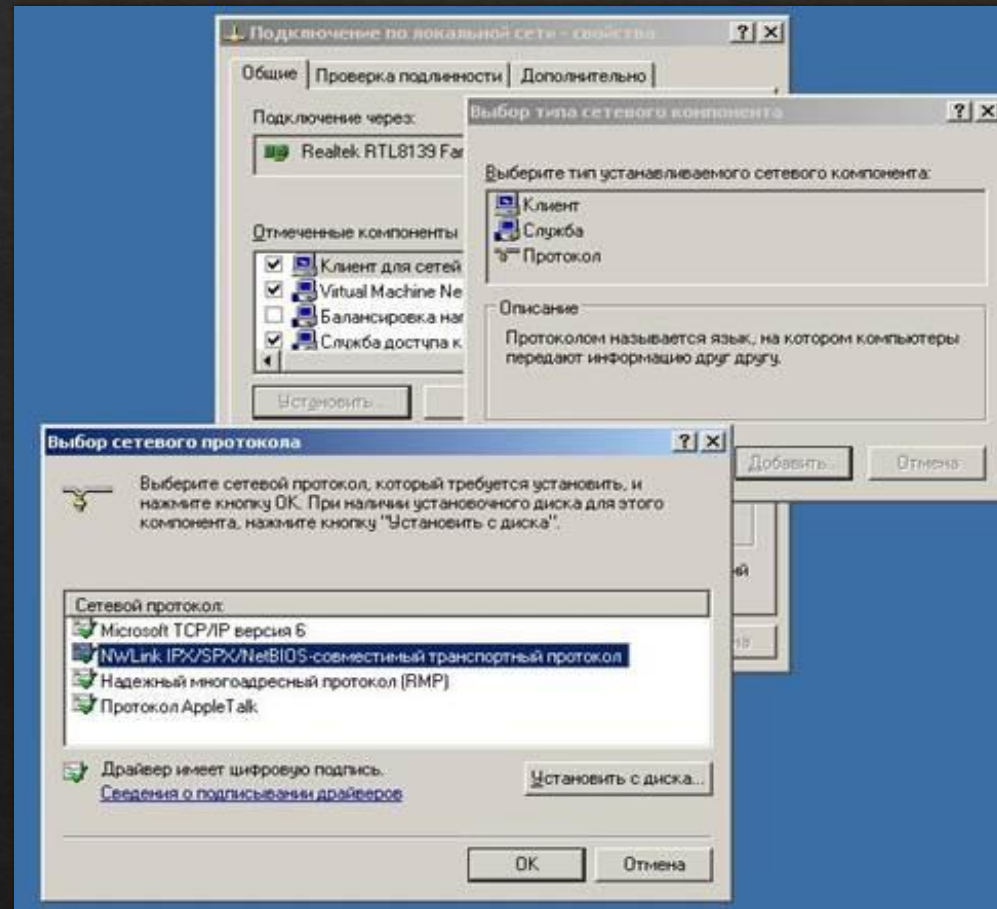 Подключение по локальной сети - свойства
Общие
Проверка подлинности
Дополнительно
Подключение через:
Realtek RTL8139 Far
Отмеченные компоненты
Клиент для сетей
Virtual Machine Ne
Балансировка наг
Служба доступа к
Установить...
Выбор типа сетевого компонента
Выберите тип устанавливаемого сетевого компонента:
Клиент
Служба
Протокол
Описание
Протоколом называется язык, на котором компьютеры
передают информацию друг другу.
Добавить...
Отмена
Выбор сетевого протокола
Выберите сетевой протокол, который требуется установить, и
нажмите кнопку ОК. При наличии установочного диска для этого
компонента, нажмите кнопку "Установить с диска".
Сетевой протокол:
Microsoft TCP/IP версия 6
NWLink IPX/SPX/NetBIOS-совместимый транспортный протокол
Надежный многоадресный протокол (RMP)
Протокол AppleTalk
Драйвер имеет цифровую подпись.
Сведения о подписывании драйверов
Установить с диска...
ОК
Отмена